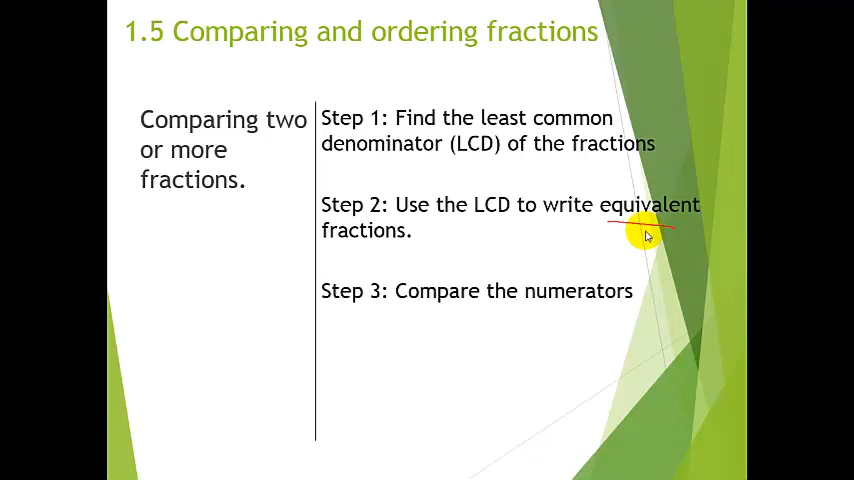 1.5 Comparing and ordering fractions
Comparing two
or more
fractions.
Step 1: Find the least common
denominator (LCD) of the fractions
Step 2: Use the LCD to write equivalent
fractions.
Step 3: Compare the numerators